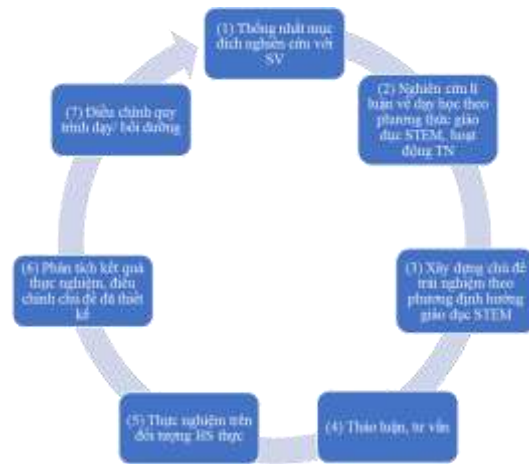 (1) Thống nhất mục
đích nghiên cứu với
SV
(2) Nghiên cứu lí
luận về dạy học theo
phương thức giáo
dục STEM, hoạt
động TN
(3) Xây dựng chủ đề
trải nghiệm theo
phương định hướng
giáo dục STEM
(4) Thảo luận, tư vấn
(5) Thực nghiệm trên
đối tượng HS thực
(6) Phân tích kết quả
thực nghiệm, điều
chỉnh chủ đề đã thiết
kế
(7) Điều chỉnh quy
trình dạy/ bồi dưỡng